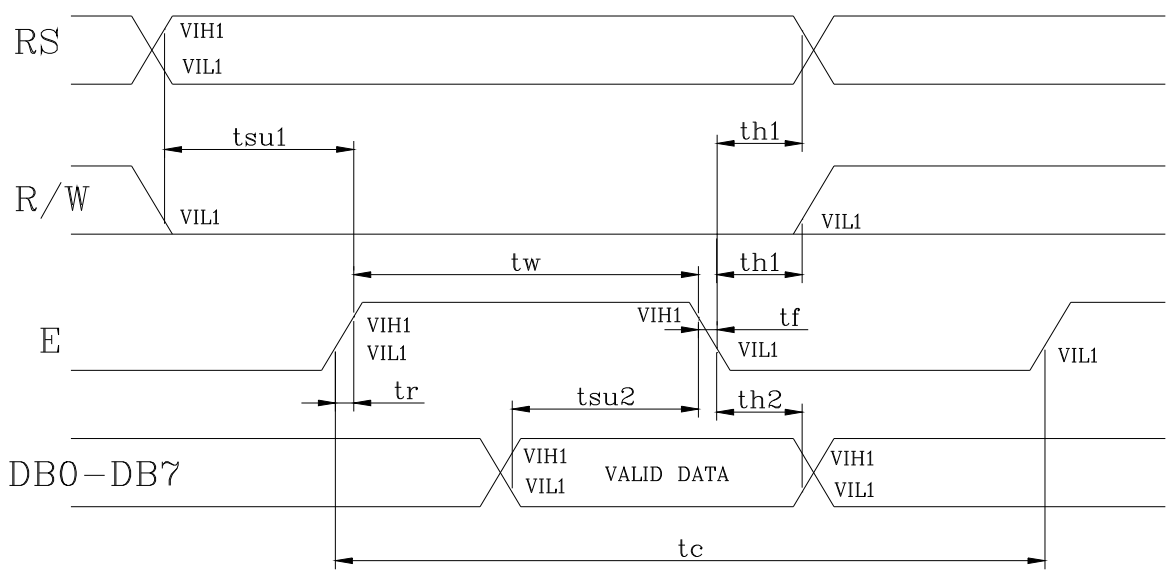 RS
VIH1
VIL1
tsu1
th1
R/W
VIL1
VIL1
tw
th1
E
VIH1
VIL1
VIH1
tf
VIL1
VIL1
tr
tsu2
th2
DB0-DB7
VIH1
VIL1
VALID DATA
VIH1
VIL1
tc